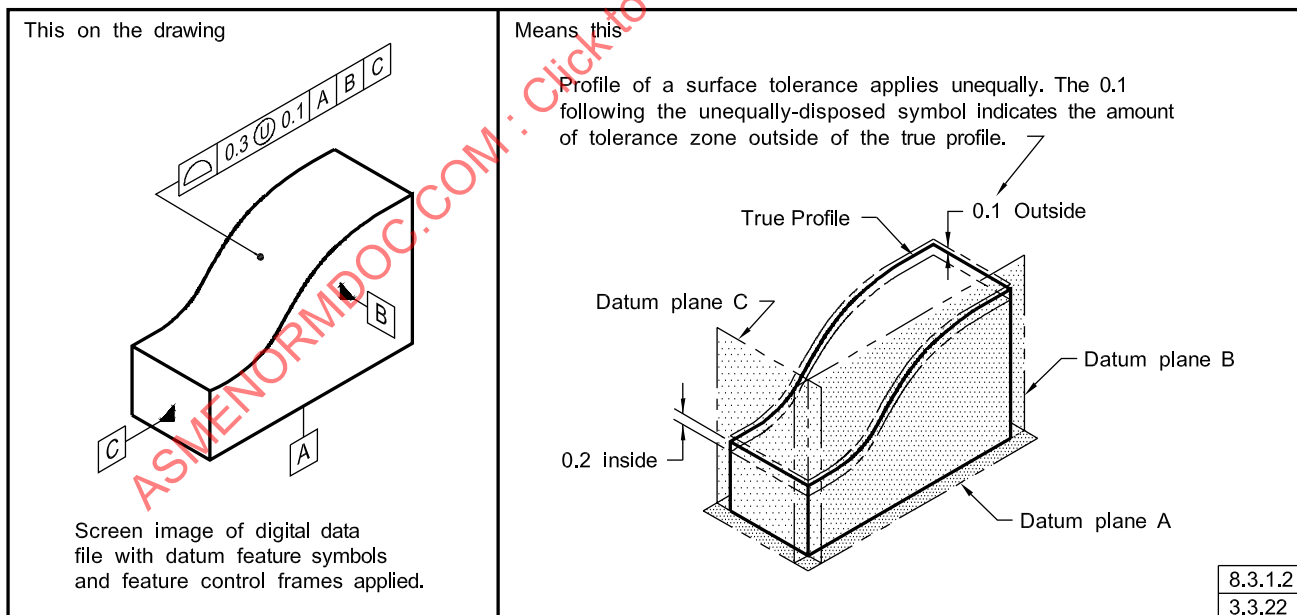 This on the drawing
0.3 Ⓤ 0.1 A B C
B
C
A
Screen image of digital data
file with datum feature symbols
and feature control frames applied.
Means this
Profile of a surface tolerance applies unequally. The 0.1
following the unequally-disposed symbol indicates the amount
of tolerance zone outside of the true profile.
True Profile
0.1 Outside
Datum plane C
Datum plane B
0.2 inside
Datum plane A
8.3.1.2
3.3.22
ASMENORMDOC.COM : Click to